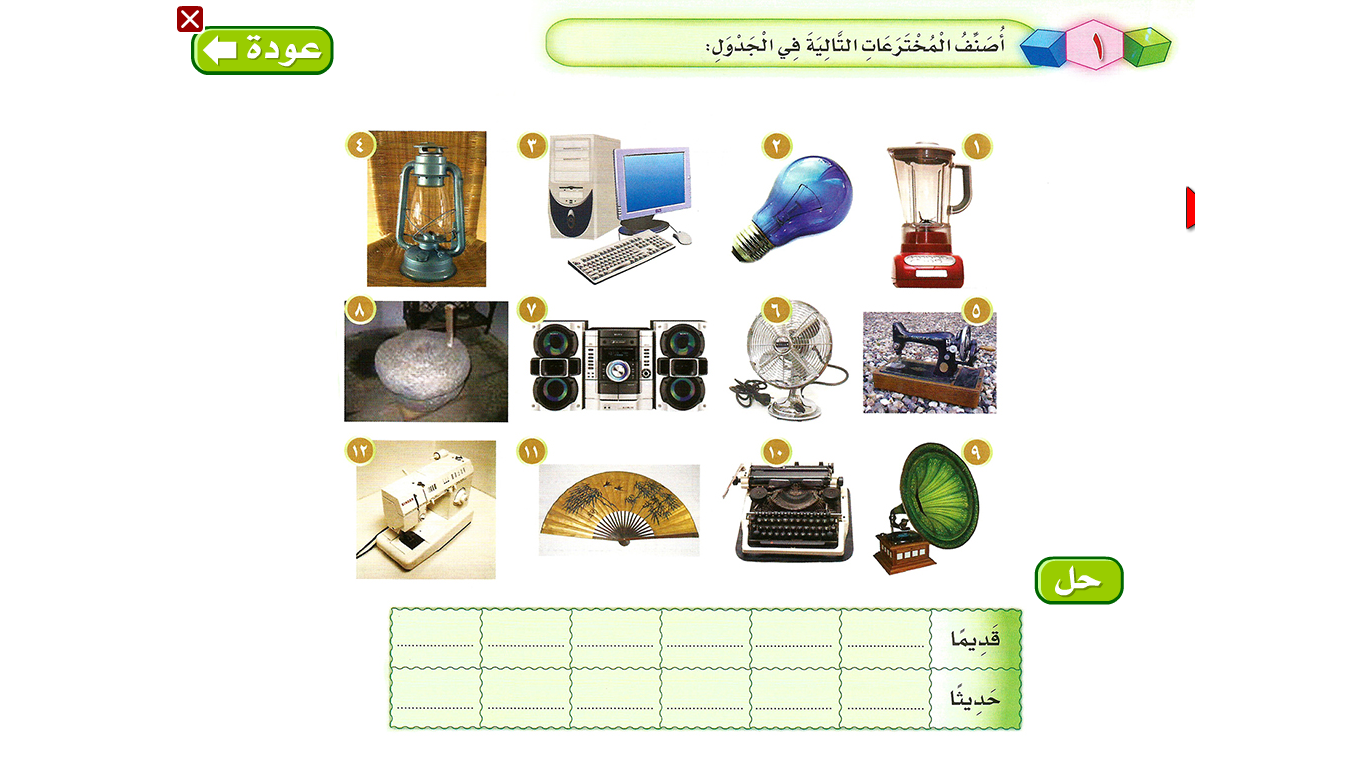 عودة
١
أُصَنِّفُ الْمُخْتَرَعَاتِ التَّالِيَةَ فِي الْجَدْوَلِ:
١
٢
٣
٤
٥
٦
٧
٨
٩
١٠
١١
١٢
حل
قَدِيمًا
حَدِيثًا